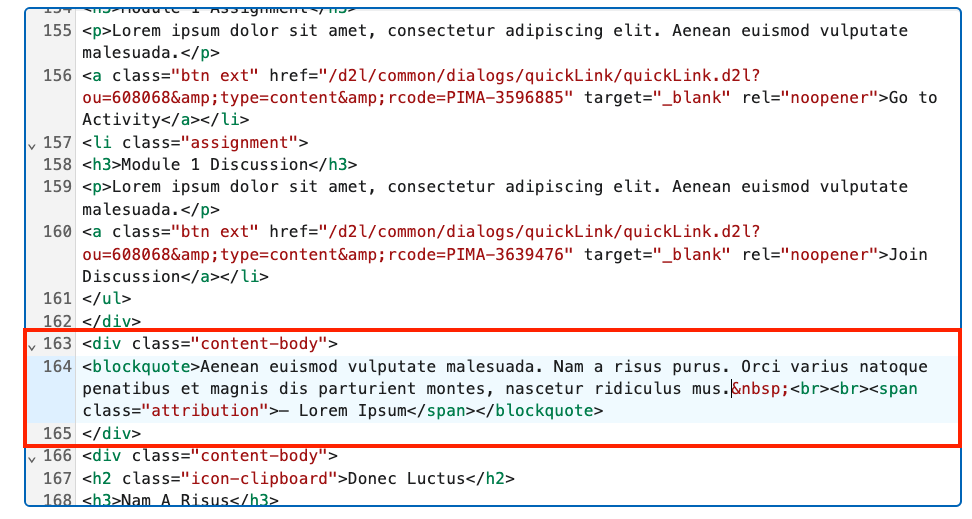 154 <h3>Module 1 Assignment</h3>
155 <p>Lorem ipsum dolor sit amet, consectetur adipiscing elit. Aenean euismod vulputate
malesuada.</p>
156 <a class="btn ext" href="/d2l/common/dialogs/quickLink/quickLink.d2l?
ou=608068&amp;type=content&amp;rcode=PIMA-3596885" target="_blank" rel="noopener">Go to
Activity</a></li>
157 <li class="assignment">
158 <h3>Module 1 Discussion</h3>
159 <p>Lorem ipsum dolor sit amet, consectetur adipiscing elit. Aenean euismod vulputate
malesuada.</p>
160 <a class="btn ext" href="/d2l/common/dialogs/quickLink/quickLink.d2l?
ou=608068&amp;type=content&amp;rcode=PIMA-3639476" target="_blank" rel="noopener">Join
Discussion</a></li>
161 </ul>
162 </div>
163 <div class="content-body">
164 <blockquote>Aenean euismod vulputate malesuada. Nam a risus purus. Orci varius natoque
penatibus et magnis dis parturient montes, nascetur ridiculus mus.&nbsp;<br><br><span
class="attribution">— Lorem Ipsum</span></blockquote>
165 </div>
166 <div class="content-body">
167 <h2 class="icon-clipboard">Donec Luctus</h2>
168 <h3>Nam A Risus</h3>